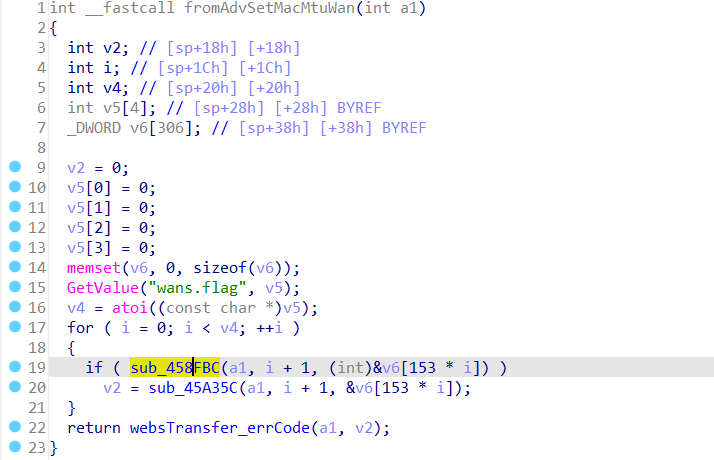 1 int __fastcall fromAdvSetMacMtuWan(int a1)
2 {
3 int v2; // [sp+18h] [+18h]
4 int i; // [sp+1Ch] [+1Ch]
5 int v4; // [sp+20h] [+20h]
6 int v5[4]; // [sp+28h] [+28h] BYREF
7 _DWORD v6[306]; // [sp+38h] [+38h] BYREF
8
9 v2 = 0;
10 v5[0] = 0;
11 v5[1] = 0;
12 v5[2] = 0;
13 v5[3] = 0;
14 memset(v6, 0, sizeof(v6));
15 GetValue("wans.flag", v5);
16 v4 = atoi((const char *)v5);
17 for ( i = 0; i < v4; ++i )
18 {
19 if ( sub_458FBC(a1, i + 1, (int)&v6[153 * i]) )
20 v2 = sub_45A35C(a1, i + 1, &v6[153 * i]);
21 }
22 return websTransfer_errCode(a1, v2);
23 }